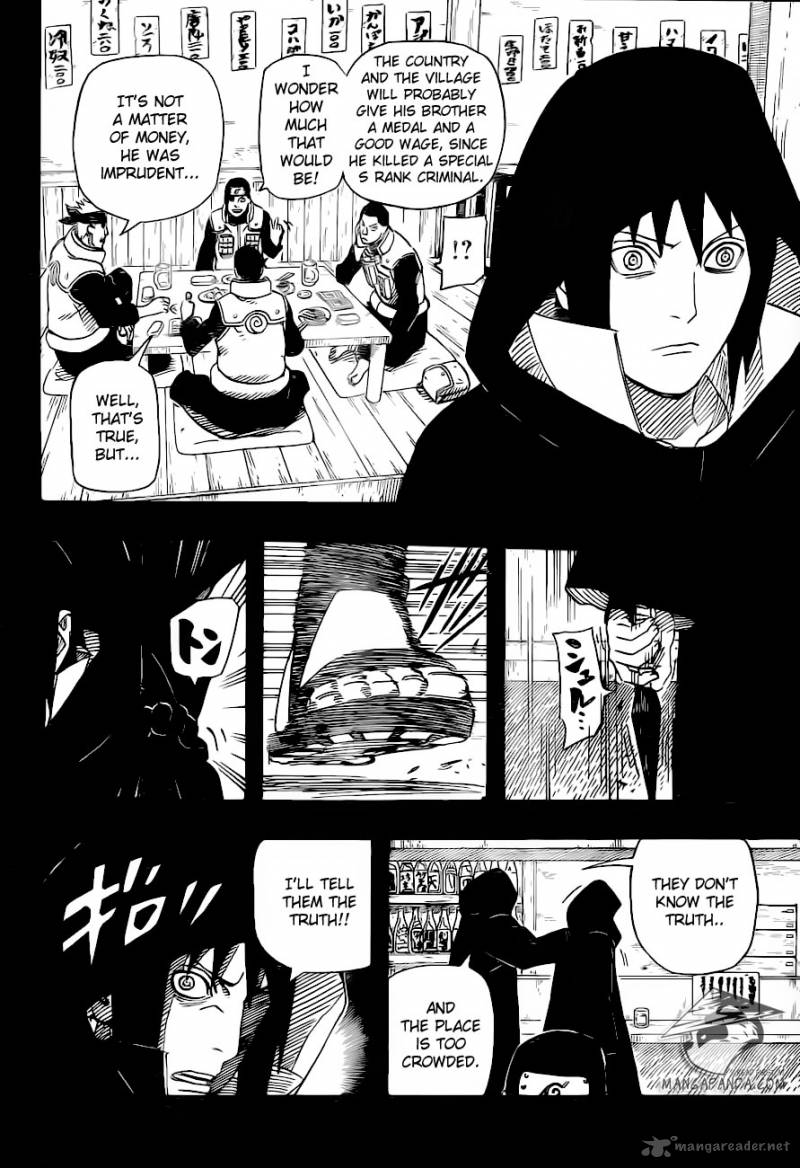 THE COUNTRY
AND THE VILLAGE
WILL PROBABLY
GIVE HIS BROTHER
A MEDAL AND A
GOOD WAGE, SINCE
HE KILLED A SPECIAL
S RANK CRIMINAL.
I
WONDER
HOW
MUCH
THAT
WOULD
BE!
IT'S NOT
A MATTER
OF MONEY,
HE WAS
IMPRUDENT...
!?
WELL,
THAT'S
TRUE,
BUT...
シュル...
トン
THEY DON'T
KNOW THE
TRUTH..
AND
THE PLACE
IS TOO
CROWDED.
I'LL TELL
THEM THE
TRUTH!!
ギロッ
MANGAPANDA.COM
mangareader.net